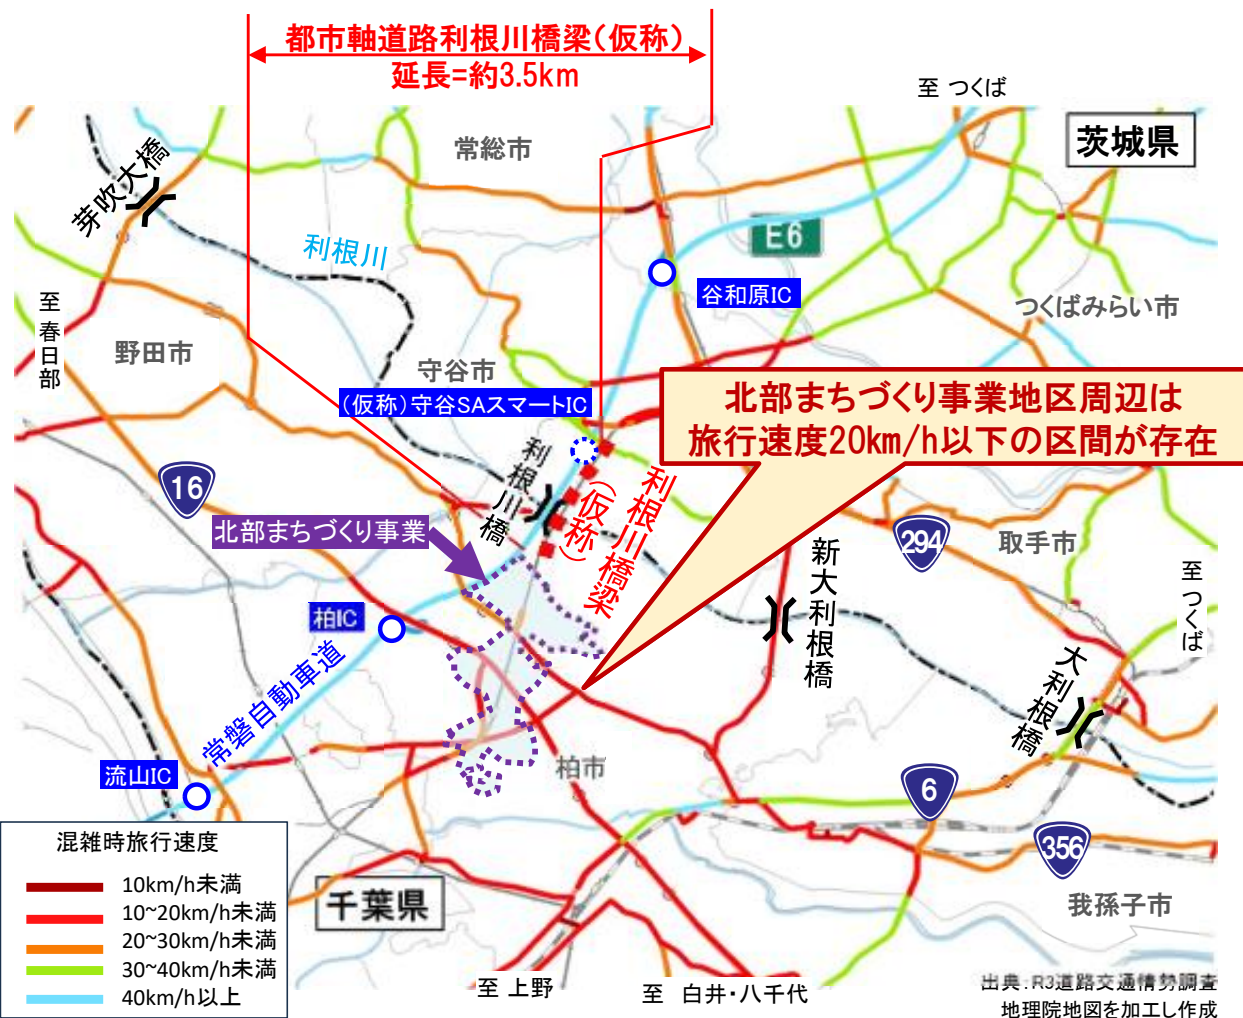 都市軸道路利根川橋梁(仮称)
延長=約3.5km
至 つくば
茨城県
常総市
芽吹大橋
利根川
E6
谷和原IC
つくばみらい市
至 春日部
野田市
守谷市
(仮称)守谷SAスマートIC
北部まちづくり事業地区周辺は
旅行速度20km/h以下の区間が存在
16
利根川橋
利根川橋梁
(仮称)
北部まちづくり事業
新大利根橋
294
取手市
至 つくば
柏IC
常磐自動車道
大利根橋
流山IC
柏市
6
356
混雑時旅行速度
10km/h未満
10~20km/h未満
20~30km/h未満
30~40km/h未満
40km/h以上
千葉県
我孫子市
至 上野
至 白井・八千代
出典:R3道路交通情勢調査
地理院地図を加工し作成